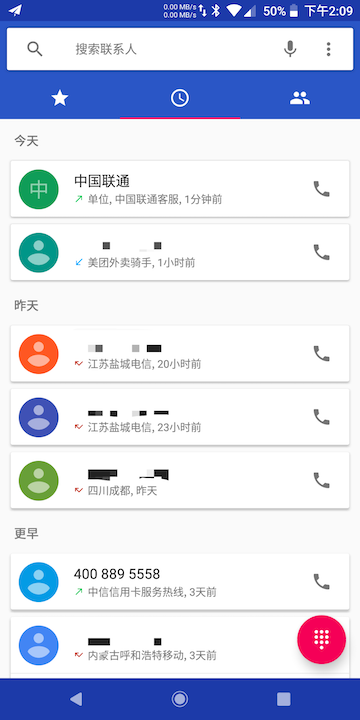 0.00 MB/s
0.00 MB/s
50% 下午2:09
搜索联系人
今天
中
中国联通
单位, 中国联通客服, 1分钟前
美团外卖骑手, 1小时前
昨天
江苏盐城电信, 20小时前
江苏盐城电信, 23小时前
四川成都, 昨天
更早
400 889 5558
中信信用卡服务热线, 3天前
内蒙古呼和浩特移动, 3天前